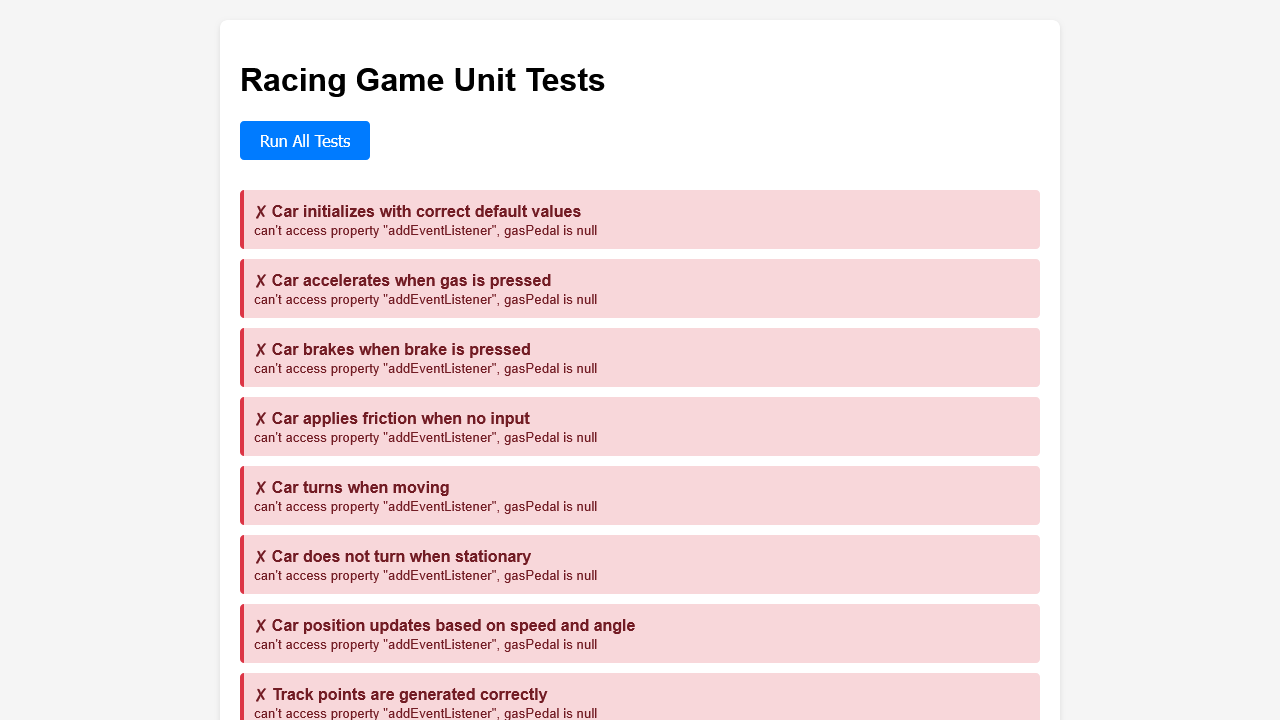 Racing Game Unit Tests
Run All Tests
✗ Car initializes with correct default values
can't access property "addEventListener", gasPedal is null
✗ Car accelerates when gas is pressed
can't access property "addEventListener", gasPedal is null
✗ Car brakes when brake is pressed
can't access property "addEventListener", gasPedal is null
✗ Car applies friction when no input
can't access property "addEventListener", gasPedal is null
✗ Car turns when moving
can't access property "addEventListener", gasPedal is null
✗ Car does not turn when stationary
can't access property "addEventListener", gasPedal is null
✗ Car position updates based on speed and angle
can't access property "addEventListener", gasPedal is null
✗ Track points are generated correctly
can't access property "addEventListener", gasPedal is null